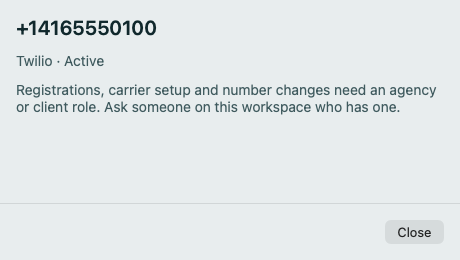 +14165550100
Twilio · Active
Registrations, carrier setup and number changes need an agency
or client role. Ask someone on this workspace who has one.
Close